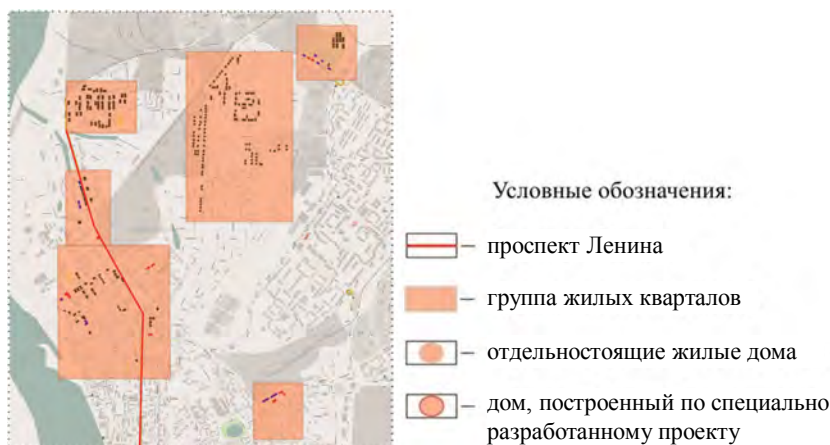 Условные обозначения:
– проспект Ленина
– группа жилых кварталов
– отдельностоящие жилые дома
– дом, построенный по специально
разработанному проекту